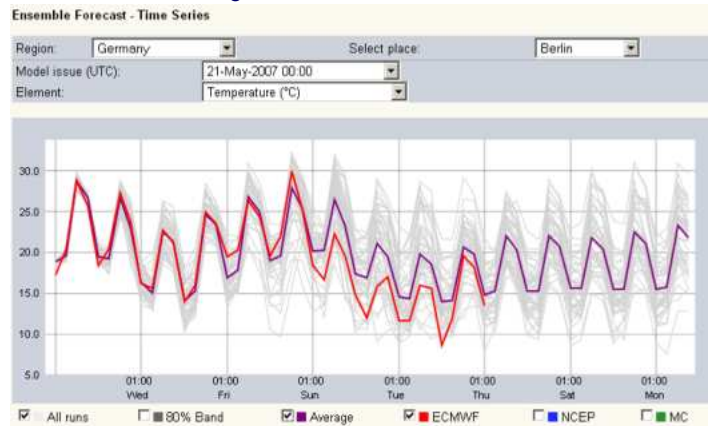 Ensemble Forecast - Time Series
Region: Germany Select place: Berlin
Model issue (UTC): 21-May-2007 00:00
Element: Temperature (°C)
30.0
25.0
20.0
15.0
10.0
5.0
01:00 01:00 01:00 01:00 01:00 01:00 01:00
Wed Fri Sun Tue Thu Sat Mon
All runs 80% Band Average ECMWF NCEP MC